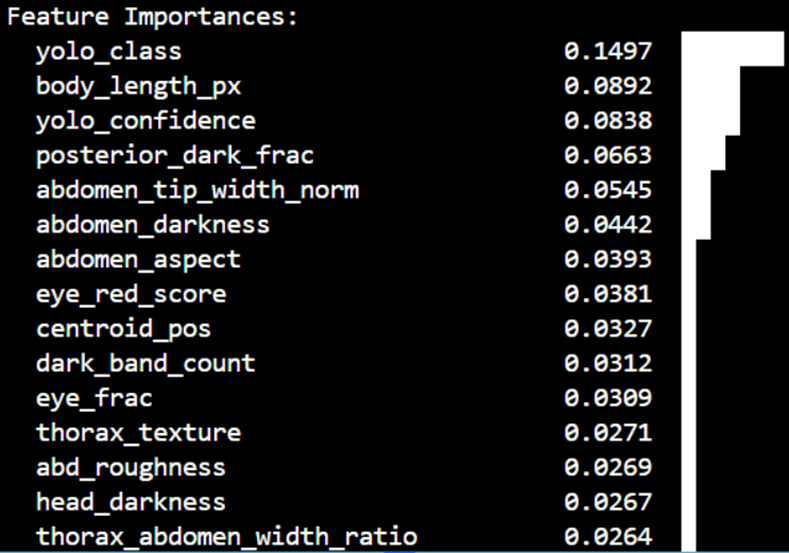 Feature Importances:
yolo_class 0.1497
body_length_px 0.0892
yolo_confidence 0.0838
posterior_dark_frac 0.0663
abdomen_tip_width_norm 0.0545
abdomen_darkness 0.0442
abdomen_aspect 0.0393
eye_red_score 0.0381
centroid_pos 0.0327
dark_band_count 0.0312
eye_frac 0.0309
thorax_texture 0.0271
abd_roughness 0.0269
head_darkness 0.0267
thorax_abdomen_width_ratio 0.0264